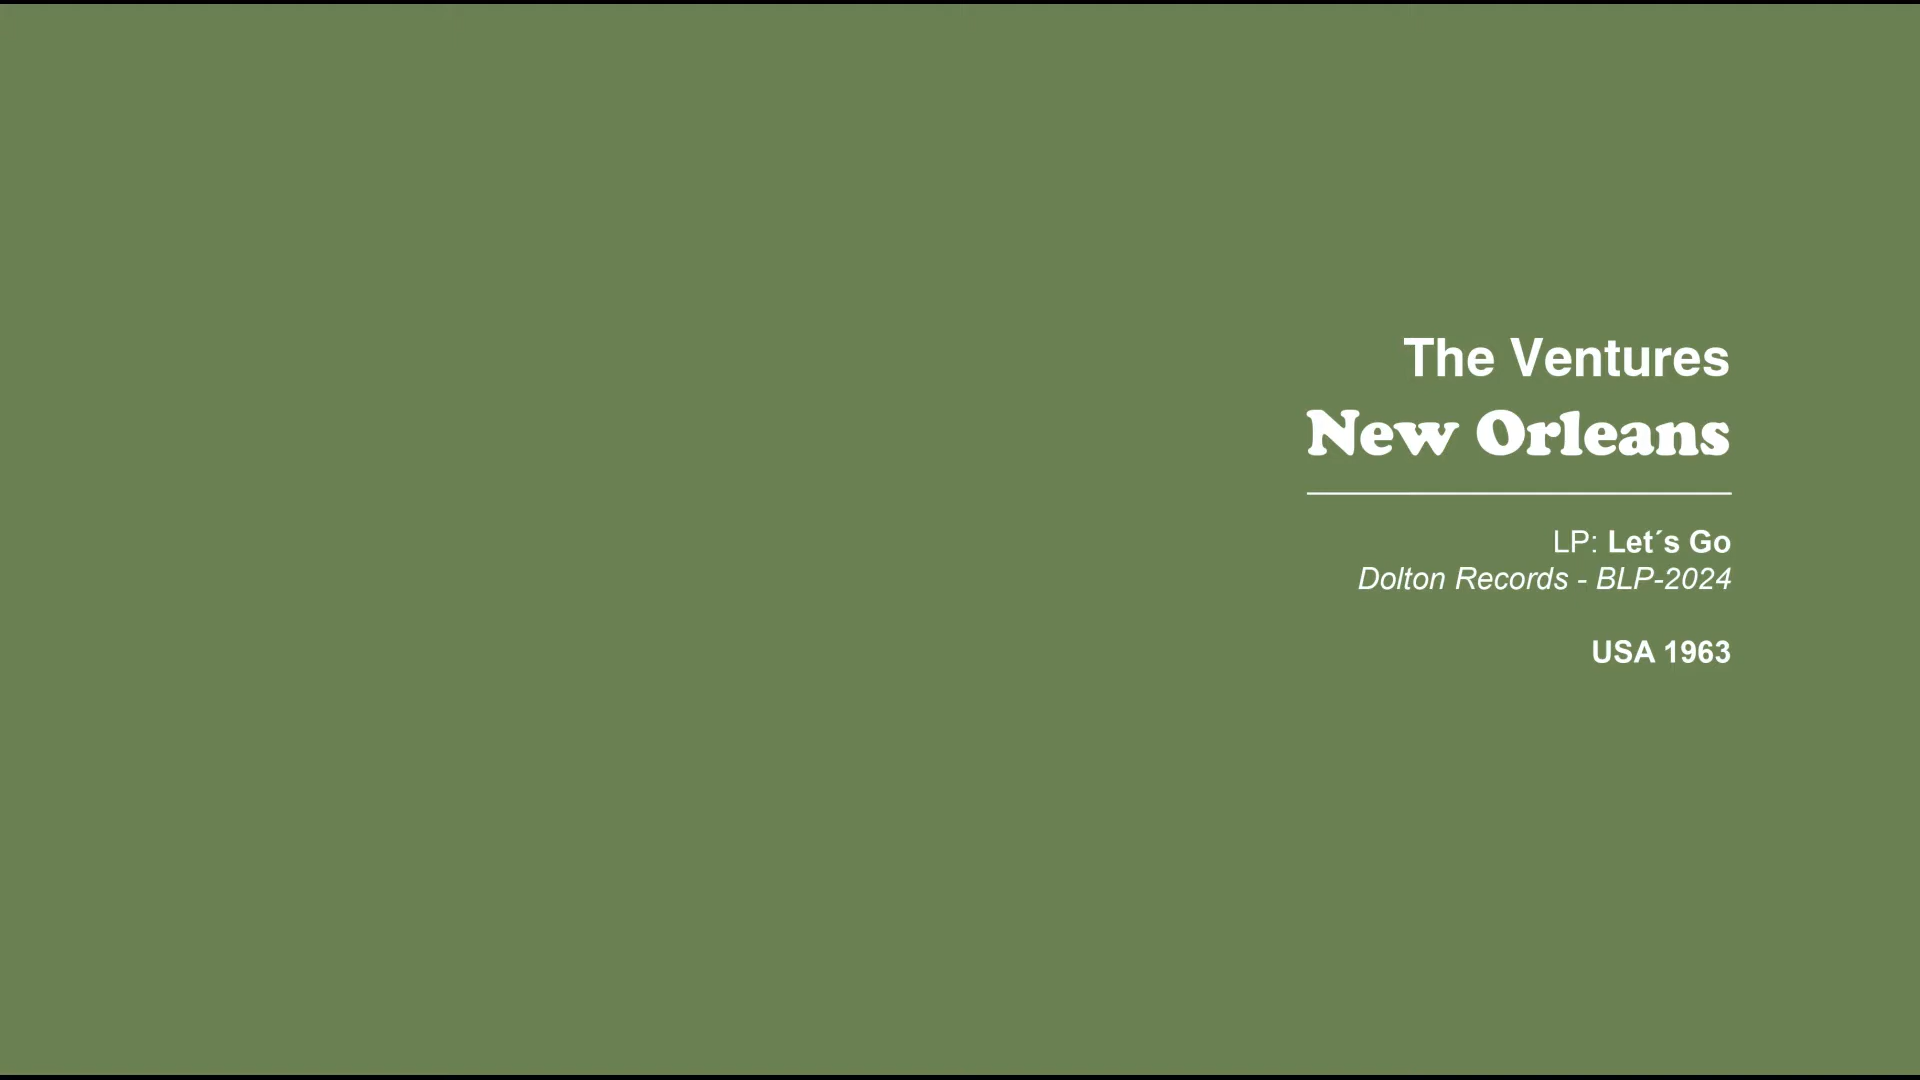 The Ventures
New Orleans
LP: Let´s Go
Dolton Records - BLP-2024
USA 1963